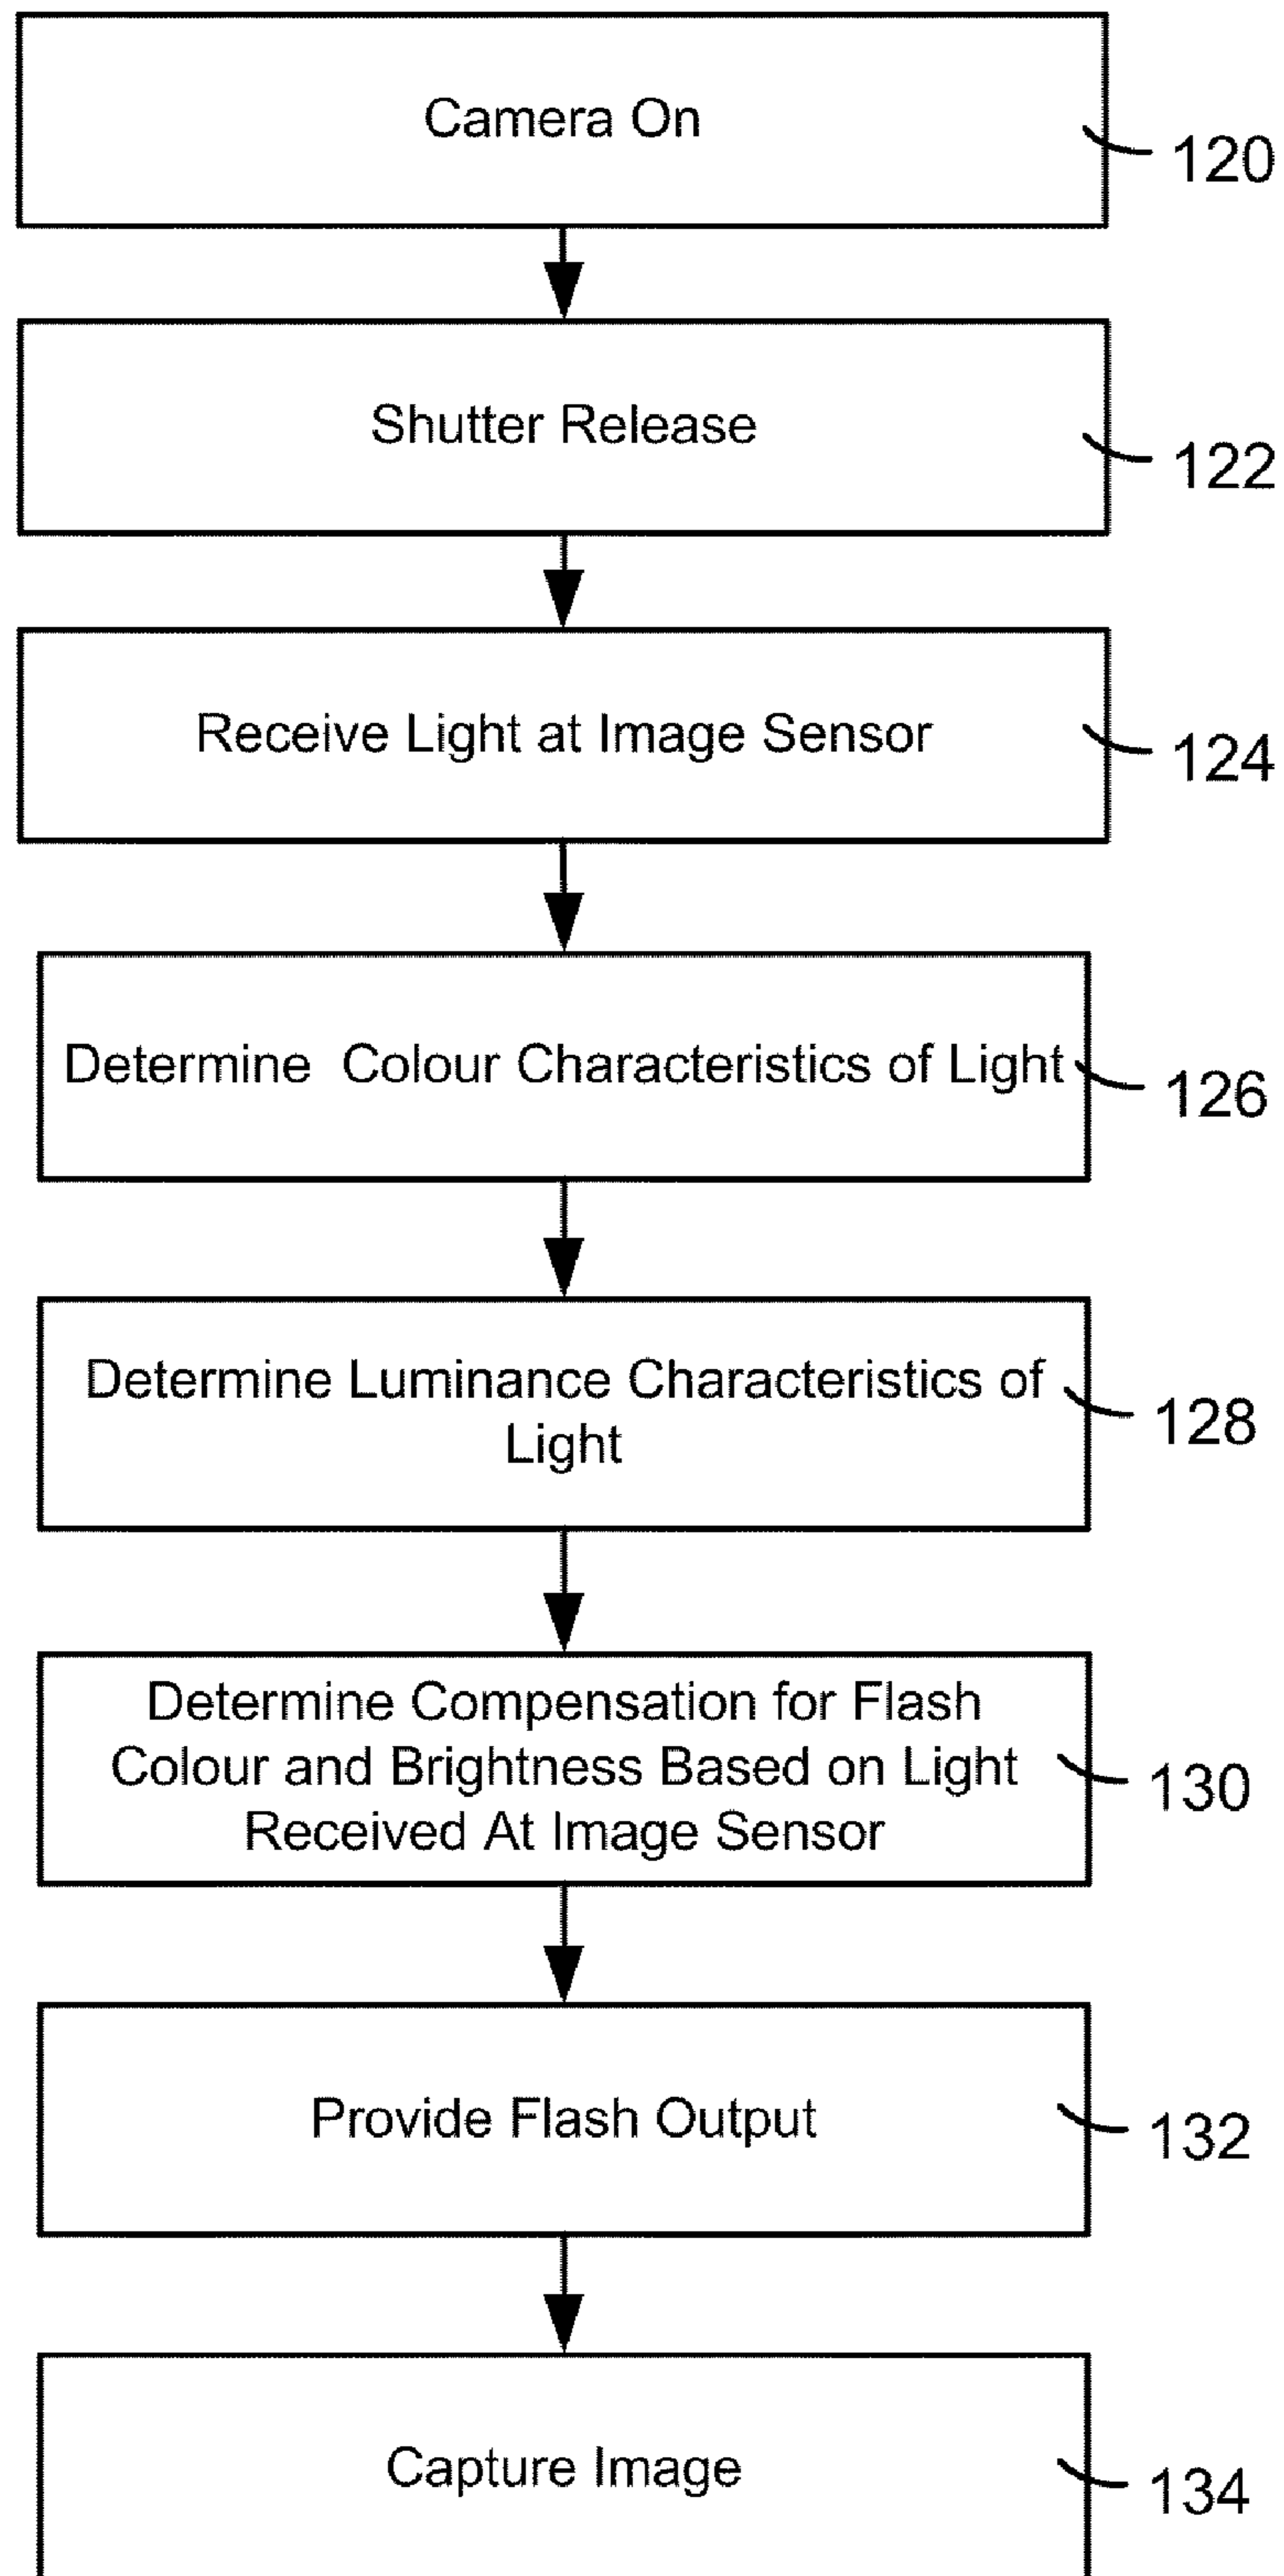 Camera On
120
Shutter Release
122
Receive Light at Image Sensor
124
Determine Colour Characteristics of Light
126
Determine Luminance Characteristics of
Light
128
Determine Compensation for Flash
Colour and Brightness Based on Light
Received At Image Sensor
130
Provide Flash Output
132
Capture Image
134